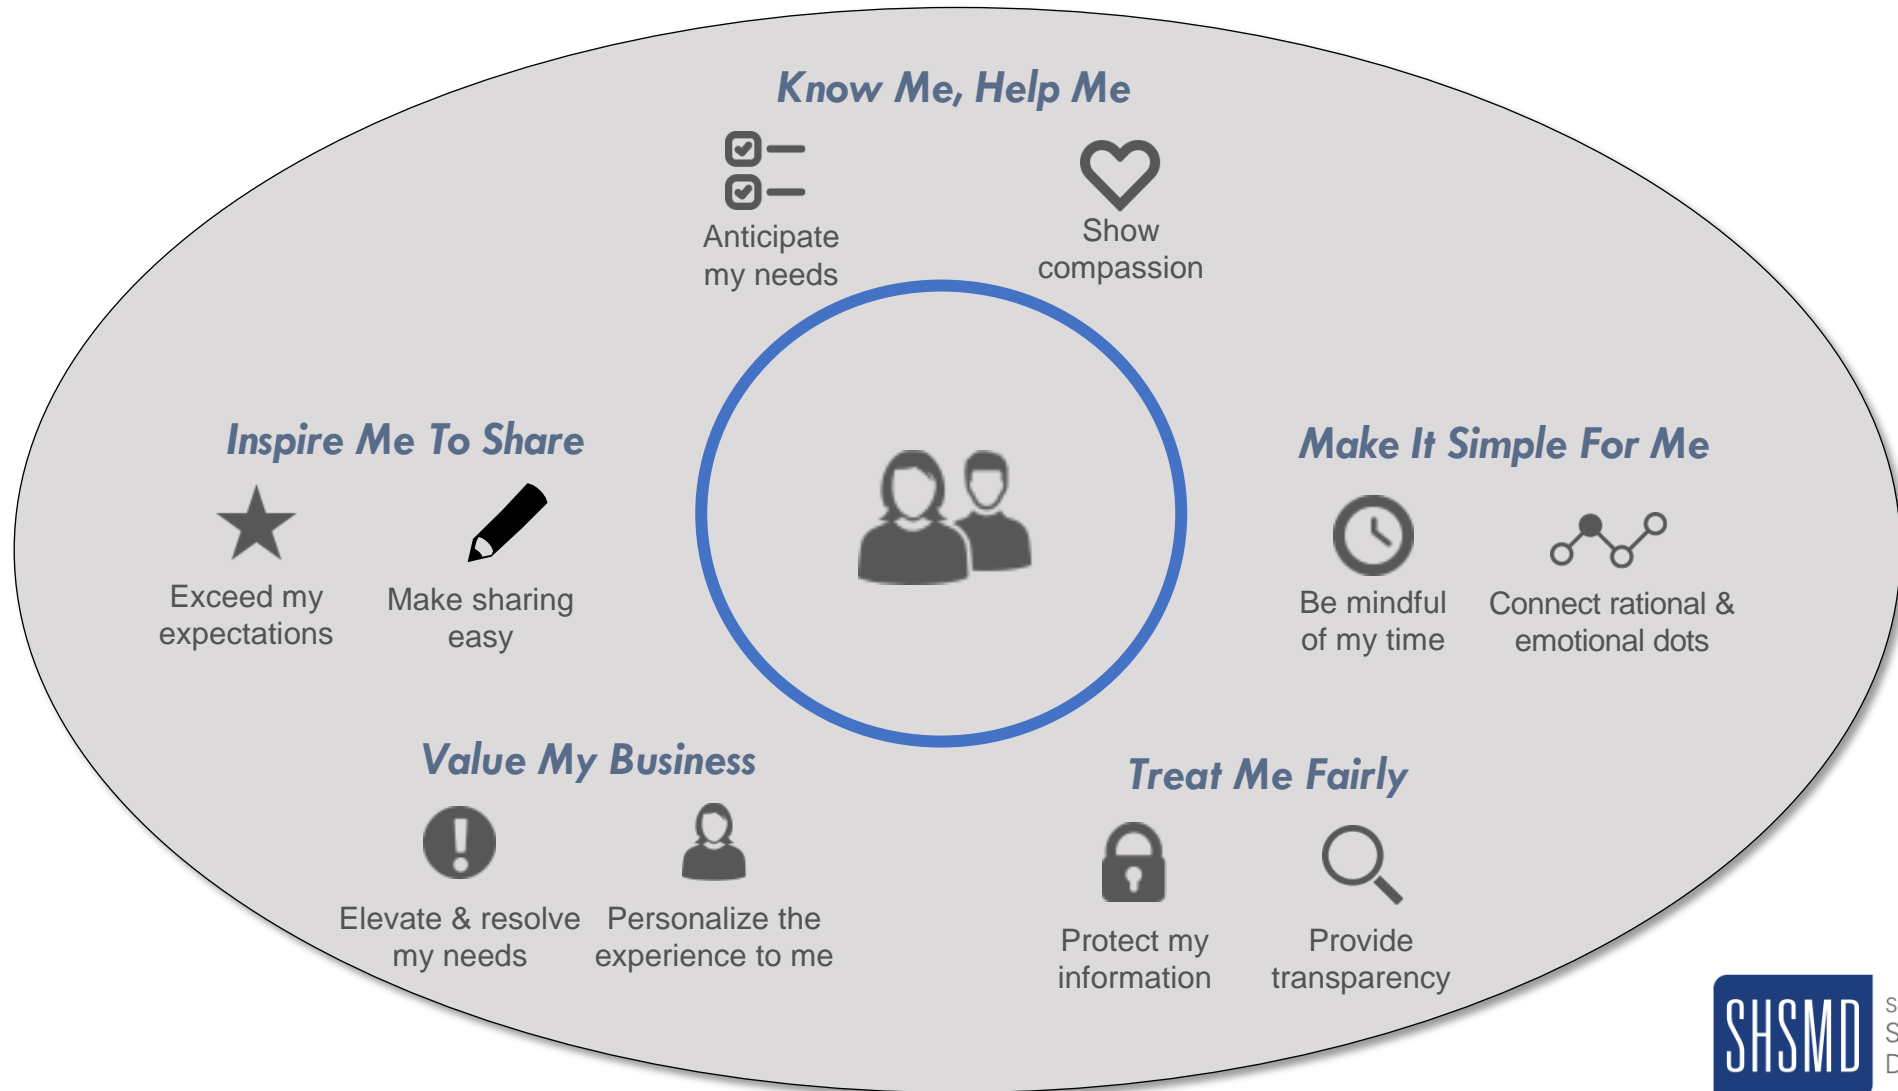 Know Me, Help Me
Anticipate
my needs
Show
compassion
Inspire Me To Share
Exceed my
expectations
Make sharing
easy
Make It Simple For Me
Be mindful
of my time
Connect rational &
emotional dots
Value My Business
Elevate & resolve
my needs
Personalize the
experience to me
Treat Me Fairly
Protect my
information
Provide
transparency
SHSMD